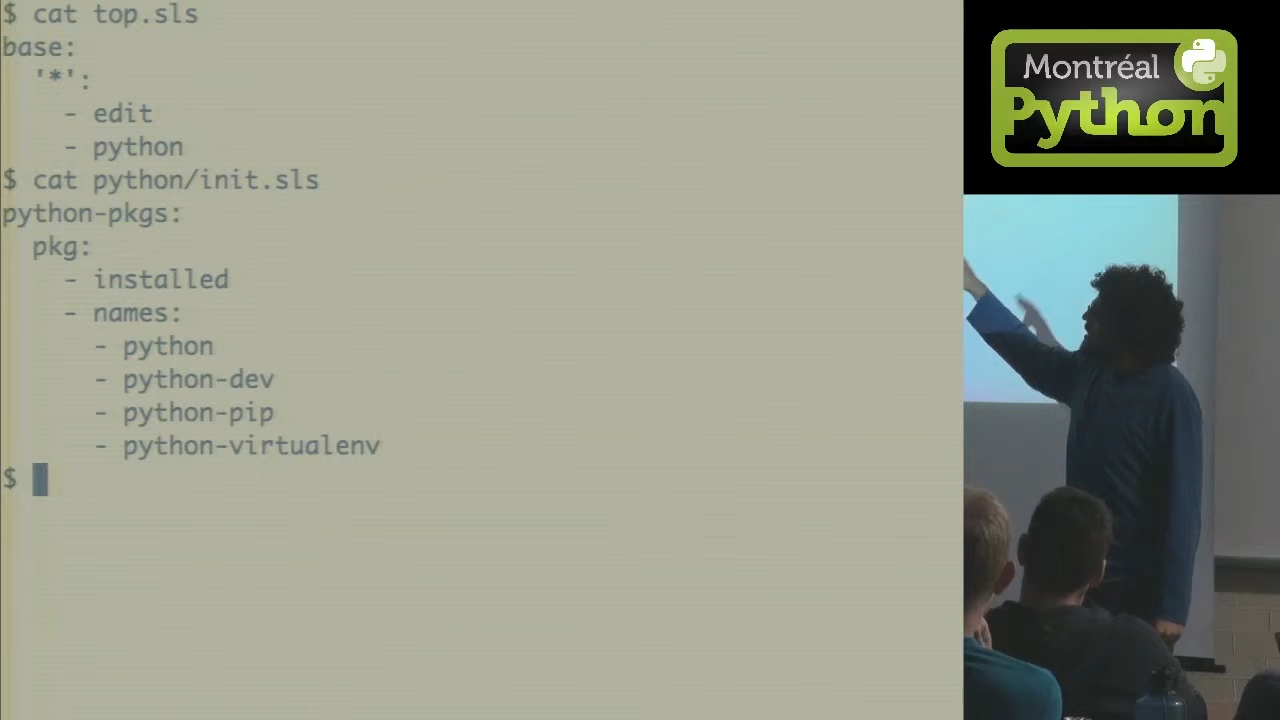 $ cat top.sls
base:
  '*':
    - edit
    - python
$ cat python/init.sls
python-pkgs:
  pkg:
    - installed
    - names:
      - python
      - python-dev
      - python-pip
      - python-virtualenv
$
Montréal
Python